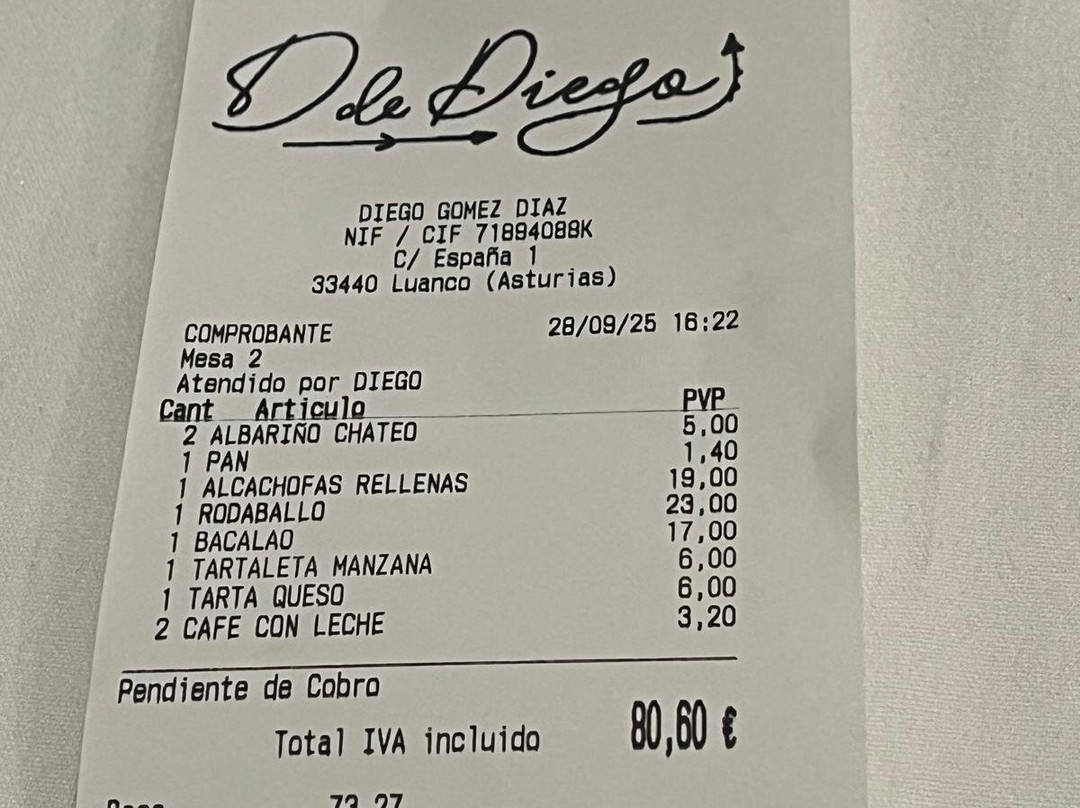 D de Diego
DIEGO GOMEZ DIAZ
NIF / CIF 71894088K
C/ España 1
33440 Luanco (Asturias)
COMPROBANTE 28/09/25 16:22
Mesa 2
Atendido por DIEGO
Cant Articulo PVP
2 ALBARIÑO CHATEO 5,00
1 PAN 1,40
1 ALCACHOFAS RELLENAS 19,00
1 RODABALLO 23,00
1 BACALAO 17,00
1 TARTALETA MANZANA 6,00
1 TARTA QUESO 6,00
2 CAFE CON LECHE 3,20
Pendiente de Cobro
Total IVA incluido 80,60 €
73,27